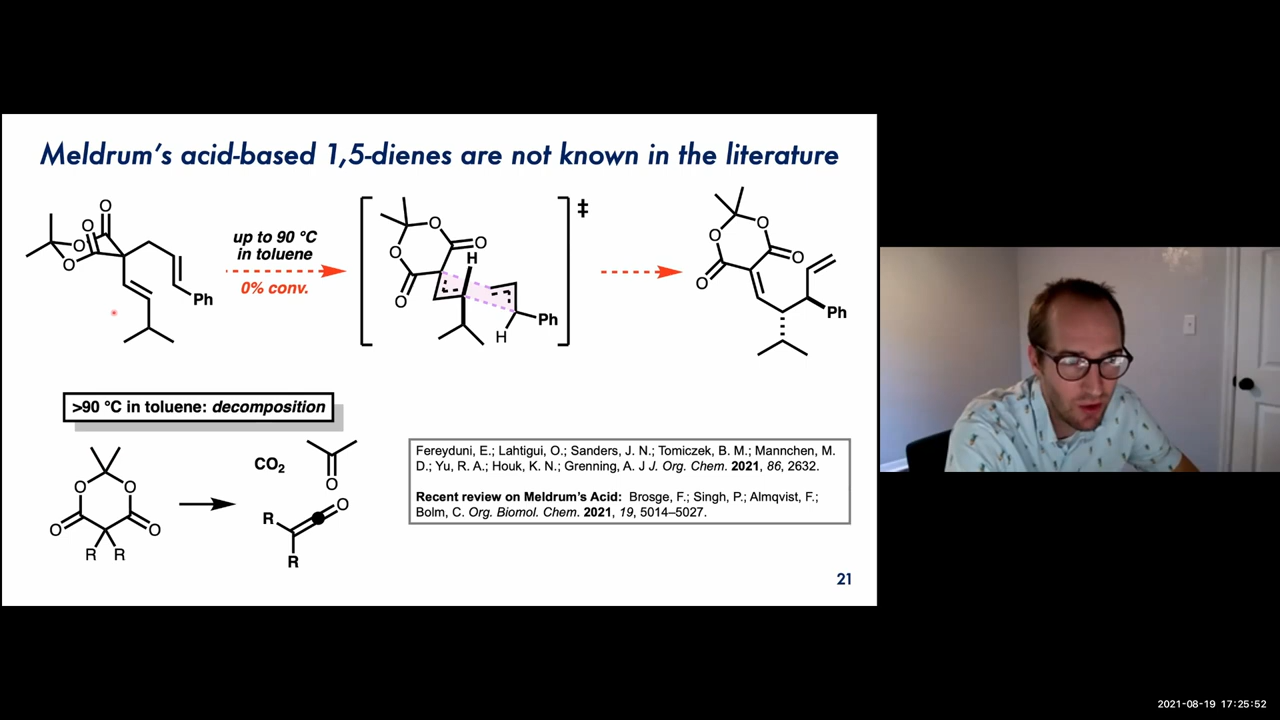 Meldrum's acid-based 1,5-dienes are not known in the literature
O
O
O
O
Ph
up to 90 °C
in toluene
0% conv.
O
O
O
O
H
H
Ph
‡
O
O
O
O
Ph
>90 °C in toluene: decomposition
O
O
O
O
R
R
CO2
O
R
O
R
Fereyduni, E.; Lahtigui, O.; Sanders, J. N.; Tomiczek, B. M.; Mannchen, M.
D.; Yu, R. A.; Houk, K. N.; Grenning, A. J J. Org. Chem. 2021, 86, 2632.
Recent review on Meldrum's Acid: Brosge, F.; Singh, P.; Almqvist, F.;
Bolm, C. Org. Biomol. Chem. 2021, 19, 5014–5027.
21
2021-08-19 17:25:52